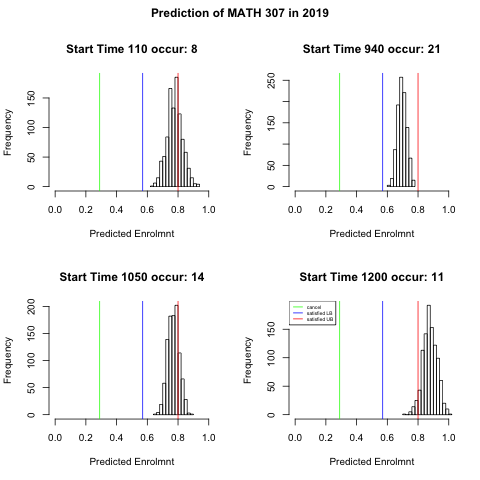 Prediction of MATH 307 in 2019
Start Time 110 occur: 8
Frequency
0 50 100 150
0.0 0.2 0.4 0.6 0.8 1.0
Predicted Enrolmnt
Start Time 940 occur: 21
Frequency
0 50 150 250
0.0 0.2 0.4 0.6 0.8 1.0
Predicted Enrolmnt
Start Time 1050 occur: 14
Frequency
0 50 100 150 200
0.0 0.2 0.4 0.6 0.8 1.0
Predicted Enrolmnt
Start Time 1200 occur: 11
cancel
satisfied LB
satisfied UB
Frequency
0 50 100 150
0.0 0.2 0.4 0.6 0.8 1.0
Predicted Enrolmnt